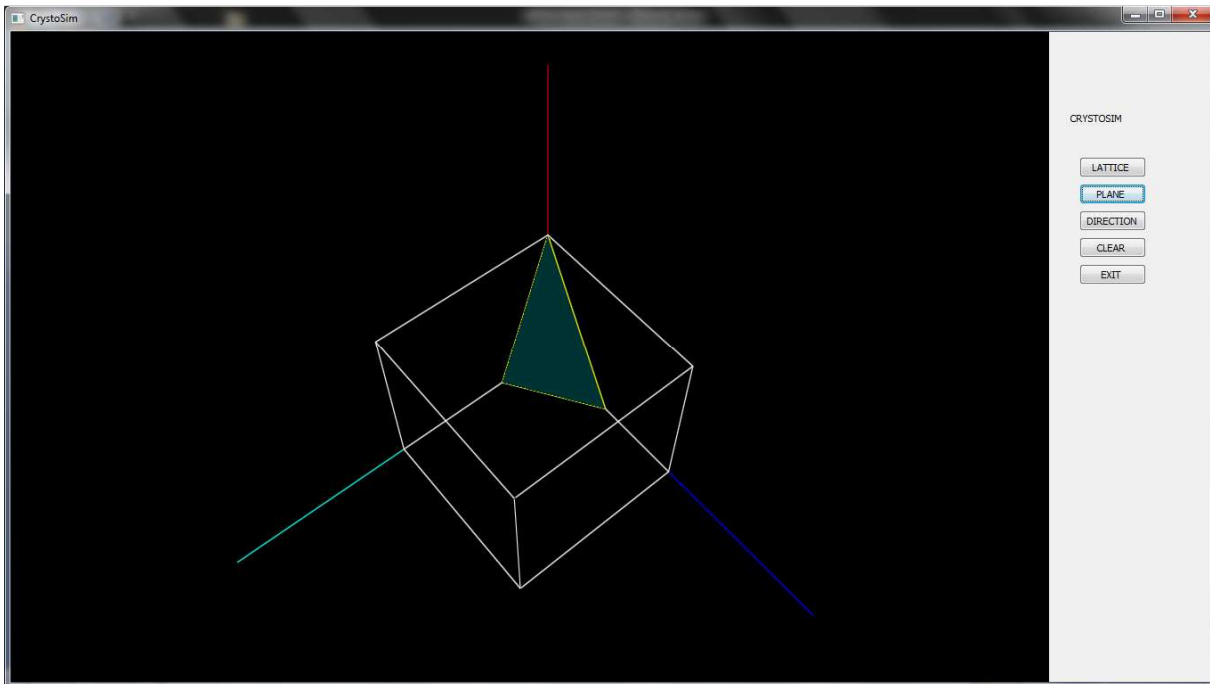 CrystoSim
CRYSTOSIM
LATTICE
PLANE
DIRECTION
CLEAR
EXIT